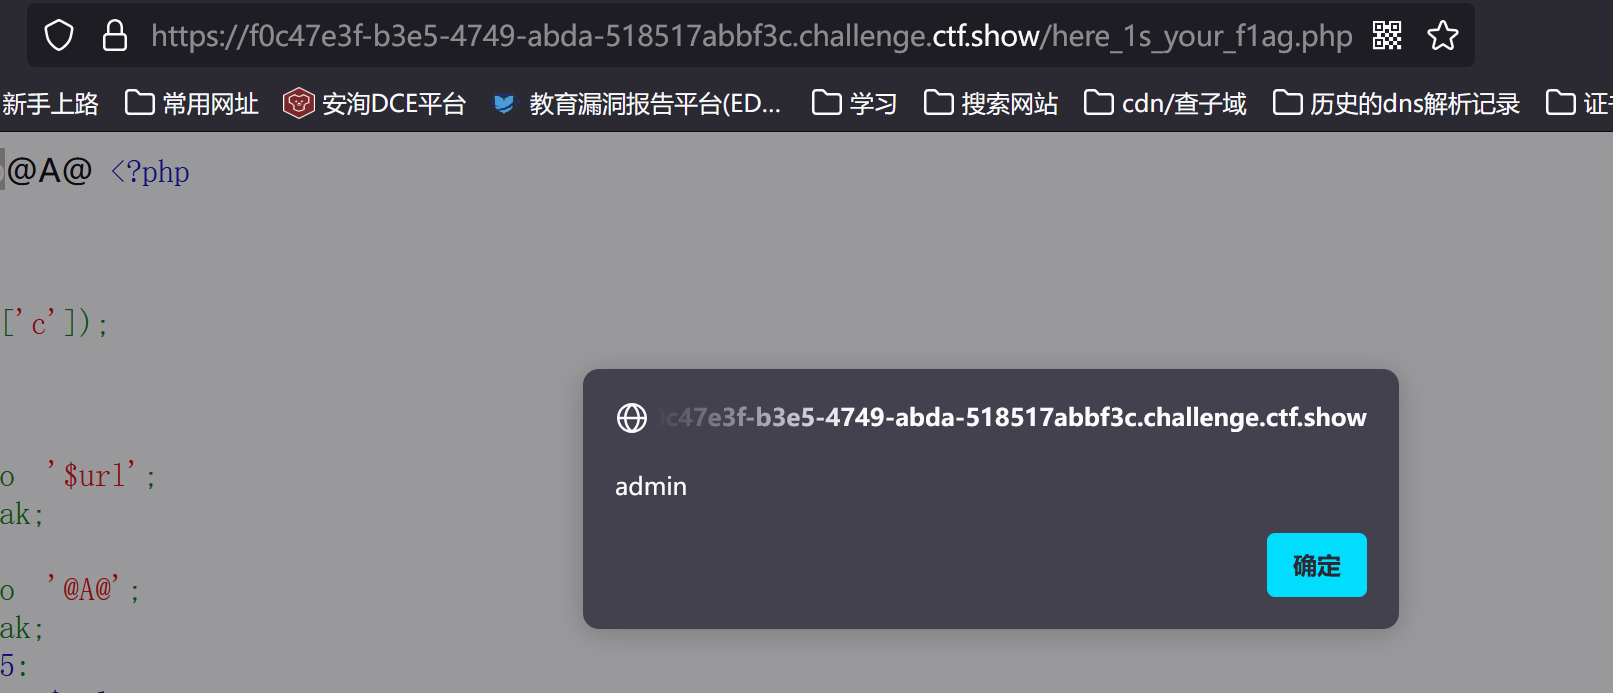 https://f0c47e3f-b3e5-4749-abda-518517abbf3c.challenge.ctf.show/here_1s_your_f1ag.php
新手上路 常用网址 安洵DCE平台 教育漏洞报告平台(ED... 学习 搜索网站 cdn/查子域 历史的dns解析记录
@A@ <?php
['c']);
c47e3f-b3e5-4749-abda-518517abbf3c.challenge.ctf.show
o '$url';
admin
ak;
确定
o '@A@';
ak;
5: